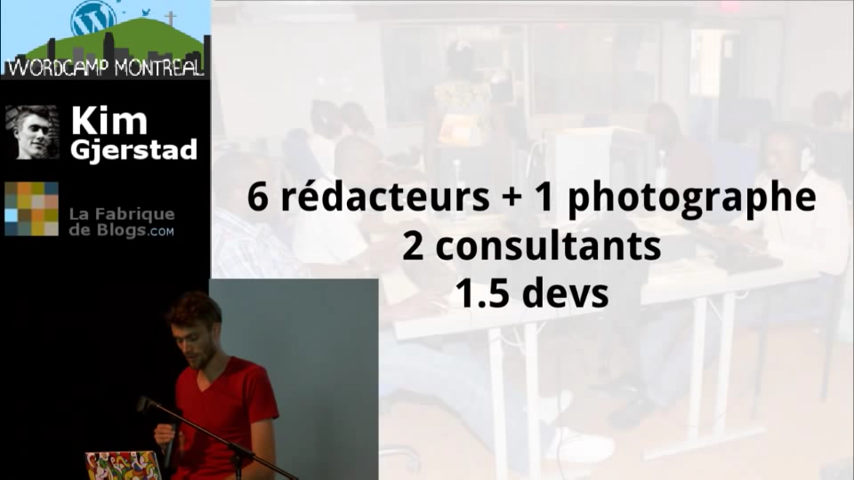 WORDCAMP MONTREAL
Kim
Gjerstad
La Fabrique
de Blogs.COM
6 rédacteurs + 1 photographe
2 consultants
1.5 devs